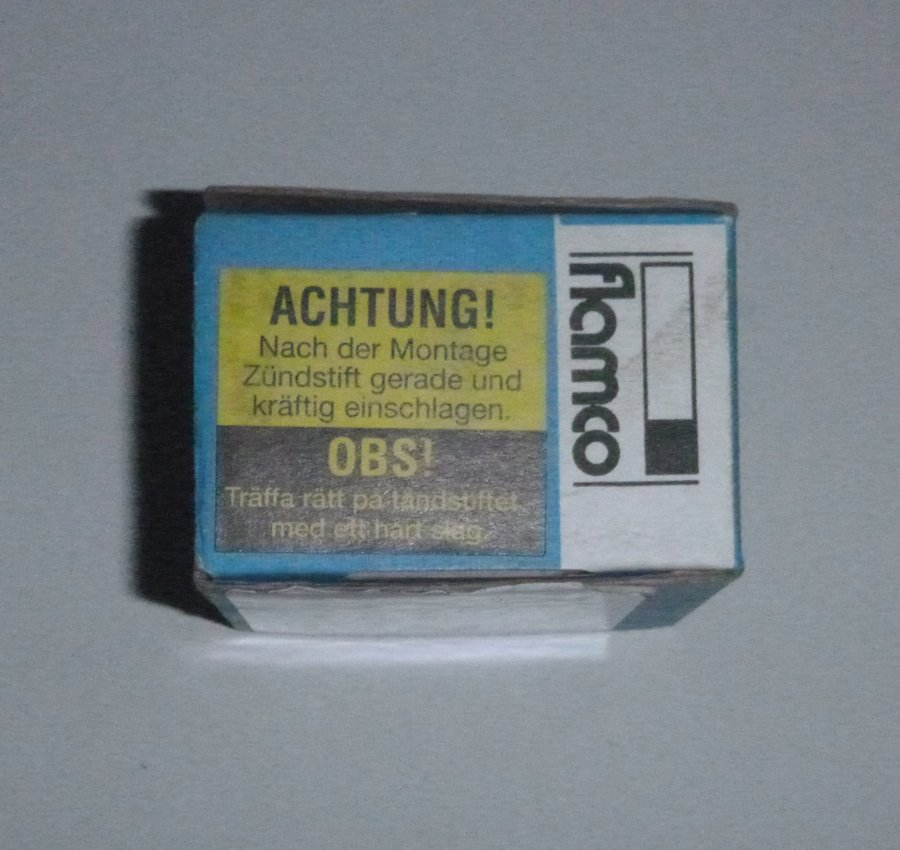 ACHTUNG!
Nach der Montage
Zündstift gerade und
kräftig einschlagen.
OBS!
Träffa rätt på tändstiftet
med ett hårt slag.
flamco